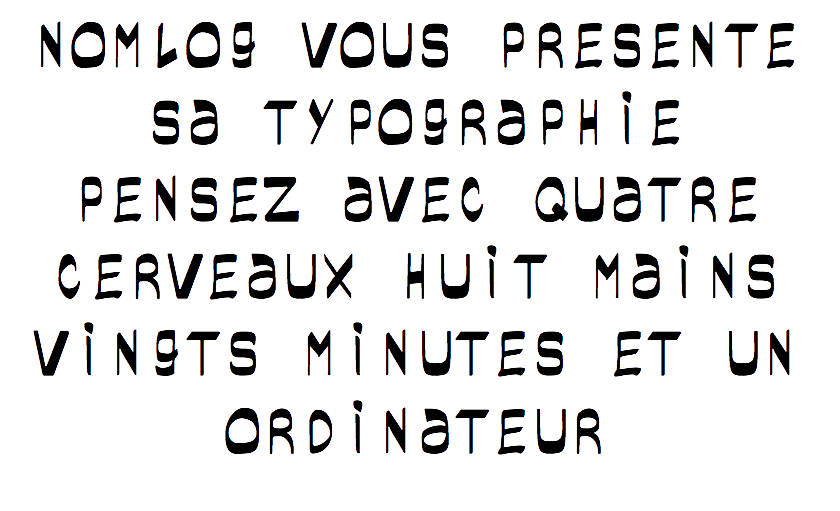 NOMLOg VOUS PRESENTE
Sa TYPOgRaPHiE
PENSEZ aVEC QUaTRE
CERVEaUX HUiT MaiNS
ViNgTS MiNUTES ET UN
ORDiNaTEUR